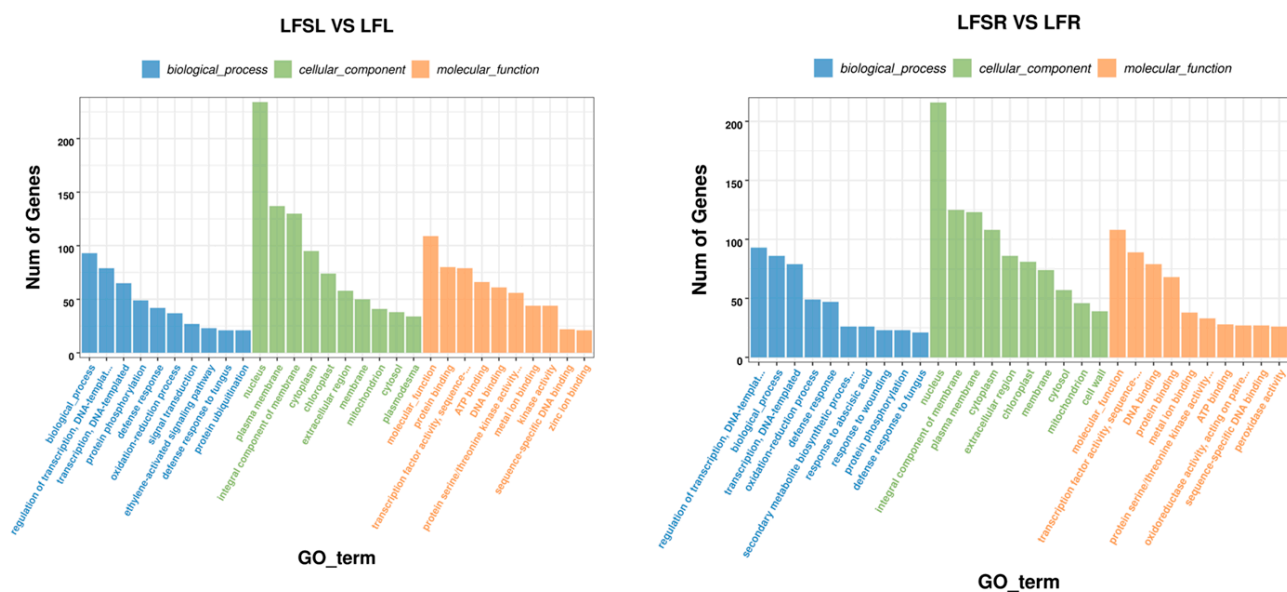 LFSL VS LFL
biological_process cellular_component molecular_function
Num of Genes
200
150
100
50
0
biological_process
regulation of transcription, DNA-templat...
transcription, DNA-templated
protein phosphorylation
defense response
oxidation-reduction process
signal transduction
ethylene-activated signaling pathway
defense response to fungus
protein ubiquitination
nucleus
plasma membrane
integral component of membrane
cytoplasm
chloroplast
extracellular region
membrane
mitochondrion
cytosol
plasmodesma
molecular_function
protein binding
transcription factor activity, sequence-...
ATP binding
DNA binding
protein serine/threonine kinase activity...
metal ion binding
kinase activity
sequence-specific DNA binding
zinc ion binding
GO_term
LFSR VS LFR
biological_process cellular_component molecular_function
Num of Genes
200
150
100
50
0
regulation of transcription, DNA-templat...
biological_process
transcription, DNA-templated
oxidation-reduction process
defense response
secondary metabolite biosynthetic proces...
response to abscisic acid
response to wounding
protein phosphorylation
defense response to fungus
nucleus
integral component of membrane
plasma membrane
cytoplasm
extracellular region
chloroplast
membrane
cytosol
mitochondrion
cell wall
molecular_function
transcription factor activity, sequence-...
DNA binding
protein binding
metal ion binding
protein serine/threonine kinase activity...
ATP binding
oxidoreductase activity, acting on paire...
sequence-specific DNA binding
peroxidase activity
GO_term